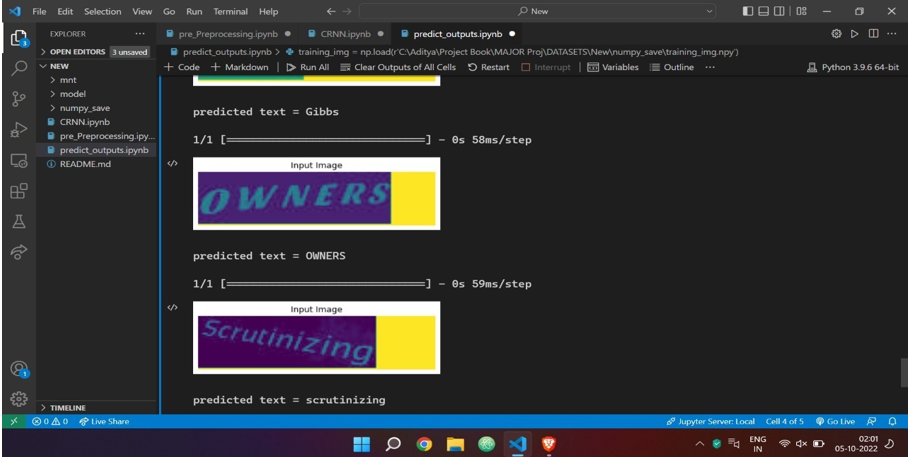 File Edit Selection View Go Run Terminal Help
New
EXPLORER
pre_Preprocessing.ipynb
CRNN.ipynb
predict_outputs.ipynb
OPEN EDITORS 3 unsaved
predict_outputs.ipynb > training_img = np.load(r'C:\Aditya\Project Book\MAJOR Proj\DATASETS\New\numpy_save\training_img.npy')
NEW
+ Code + Markdown Run All Clear Outputs of All Cells Restart Interrupt Variables Outline ... Python 3.9.6 64-bit
mnt
model
numpy_save
CRNN.ipynb
pre_Preprocessing.ipy...
predict_outputs.ipynb
README.md
predicted text = Gibbs
1/1 [==============================] - 0s 58ms/step
Input Image
OWNERS
predicted text = OWNERS
1/1 [==============================] - 0s 59ms/step
Input Image
Scrutinizing
predicted text = scrutinizing
TIMELINE
0 0 Live Share Jupyter Server: Local Cell 4 of 5 Go Live
ENG
IN
02:01
05-10-2022